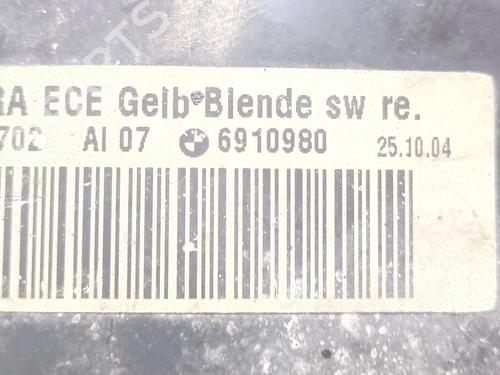 RA ECE Gelb Blende sw re.
702 AI 07 6910980 25.10.04